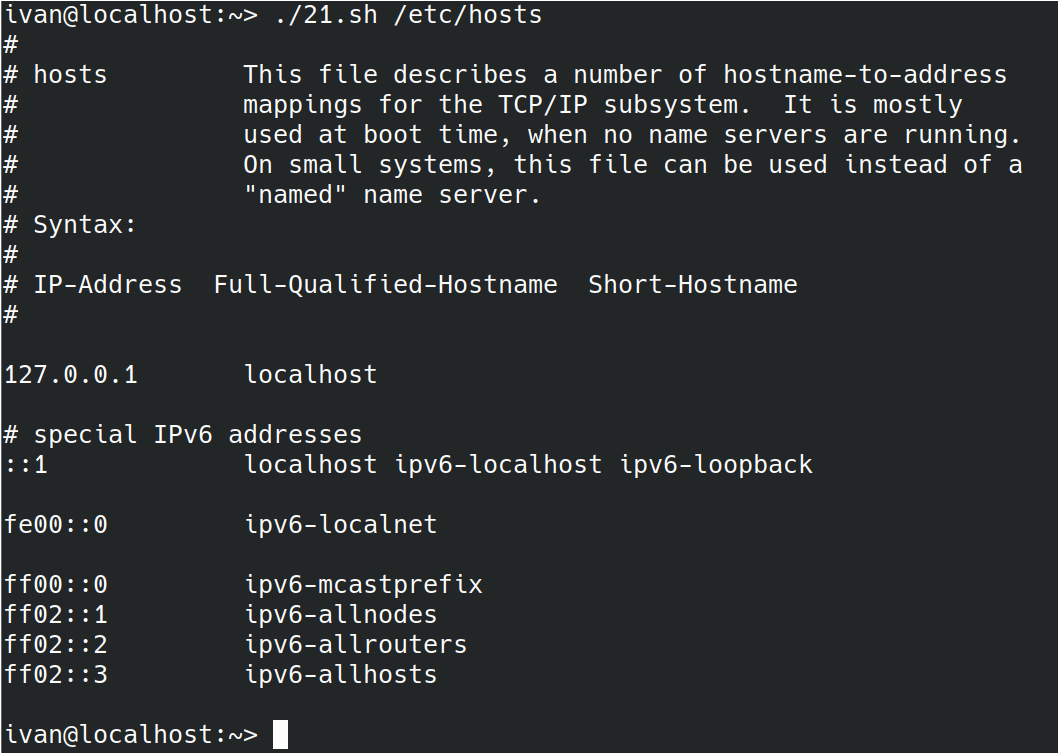 ivan@localhost:~> ./21.sh /etc/hosts
#
# hosts         This file describes a number of hostname-to-address
#               mappings for the TCP/IP subsystem.  It is mostly
#               used at boot time, when no name servers are running.
#               On small systems, this file can be used instead of a
#               "named" name server.
# Syntax:
#
# IP-Address  Full-Qualified-Hostname  Short-Hostname
#

127.0.0.1       localhost

# special IPv6 addresses
::1             localhost ipv6-localhost ipv6-loopback

fe00::0         ipv6-localnet

ff00::0         ipv6-mcastprefix
ff02::1         ipv6-allnodes
ff02::2         ipv6-allrouters
ff02::3         ipv6-allhosts

ivan@localhost:~>